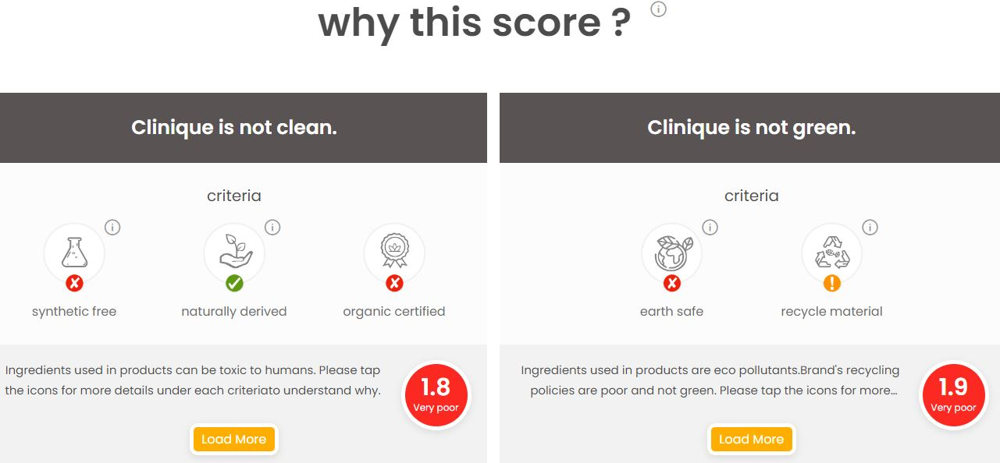 why this score ?
Clinique is not clean.
criteria
synthetic free
naturally derived
organic certified
Ingredients used in products can be toxic to humans. Please tap
the icons for more details under each criteriato understand why.
1.8
Very poor
Load More
Clinique is not green.
criteria
earth safe
recycle material
Ingredients used in products are eco pollutants.Brand's recycling
policies are poor and not green. Please tap the icons for more...
1.9
Very poor
Load More